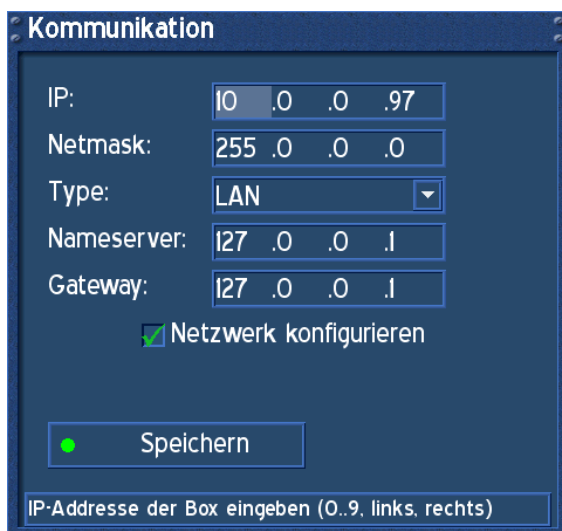 Kommunikation
IP: 10 .0 .0 .97
Netmask: 255 .0 .0 .0
Type: LAN
Nameserver: 127 .0 .0 .1
Gateway: 127 .0 .0 .1
Netzwerk konfigurieren
Speichern
IP-Addresse der Box eingeben (0..9, links, rechts)